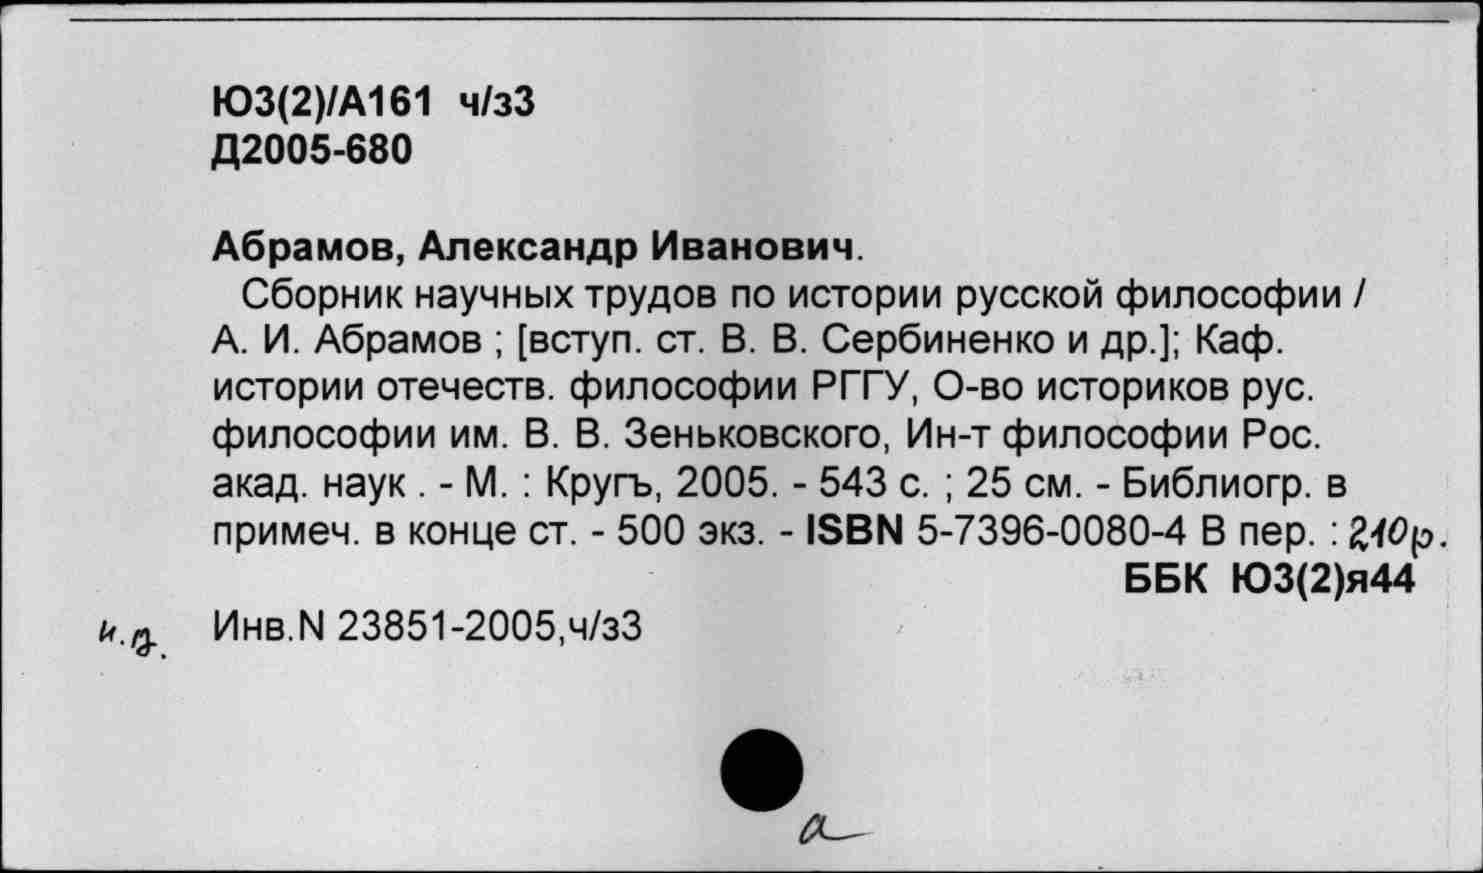 Ю3(2)/А161 ч/з3
Д2005-680
Абрамов, Александр Иванович.
Сборник научных трудов по истории русской философии /
А. И. Абрамов ; [вступ. ст. В. В. Сербиненко и др.]; Каф.
истории отечеств. философии РГГУ, О-во историков рус.
философии им. В. В. Зеньковского, Ин-т философии Рос.
акад. наук . - М. : Кругъ, 2005. - 543 с. ; 25 см. - Библиогр. в
примеч. в конце ст. - 500 экз. - ISBN 5-7396-0080-4 В пер. : 210р.
ББК Ю3(2)я44
Инв.N 23851-2005,ч/з3
а